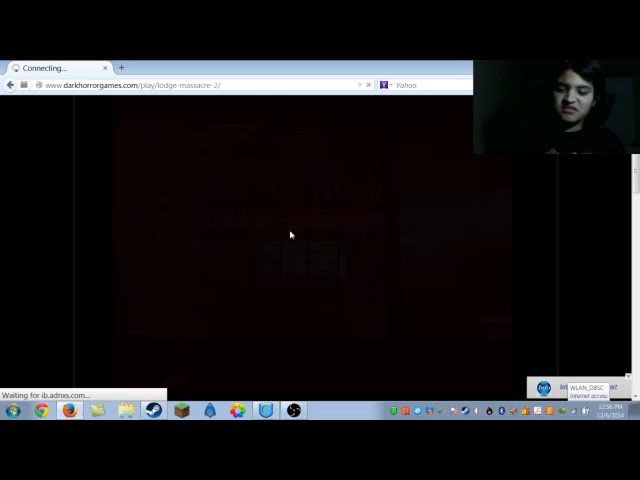 Connecting...
www.darkhorrorgames.com/play/lodge-massacre-2/
Yahoo
WLAN_D85C
Internet access
Waiting for ib.adnxs.com...
12:56 PM
12/6/2014